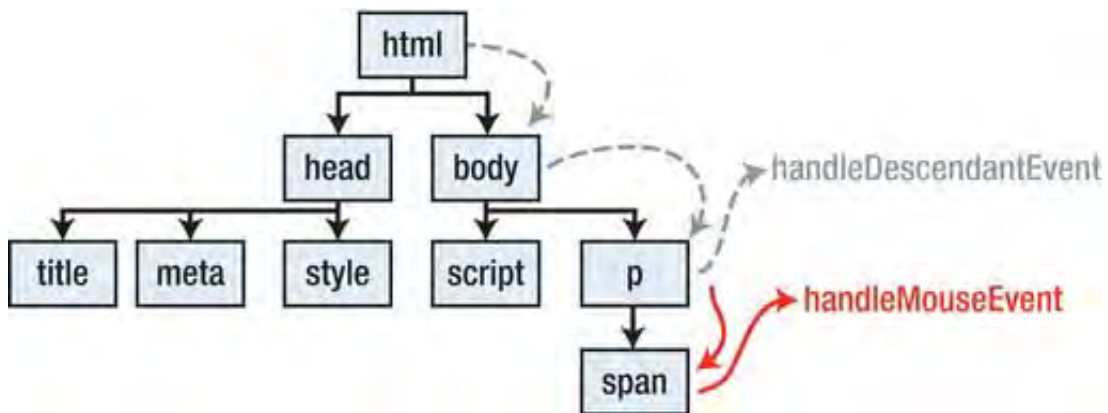 html
head
body
handleDescendantEvent
title
meta
style
script
p
handleMouseEvent
span